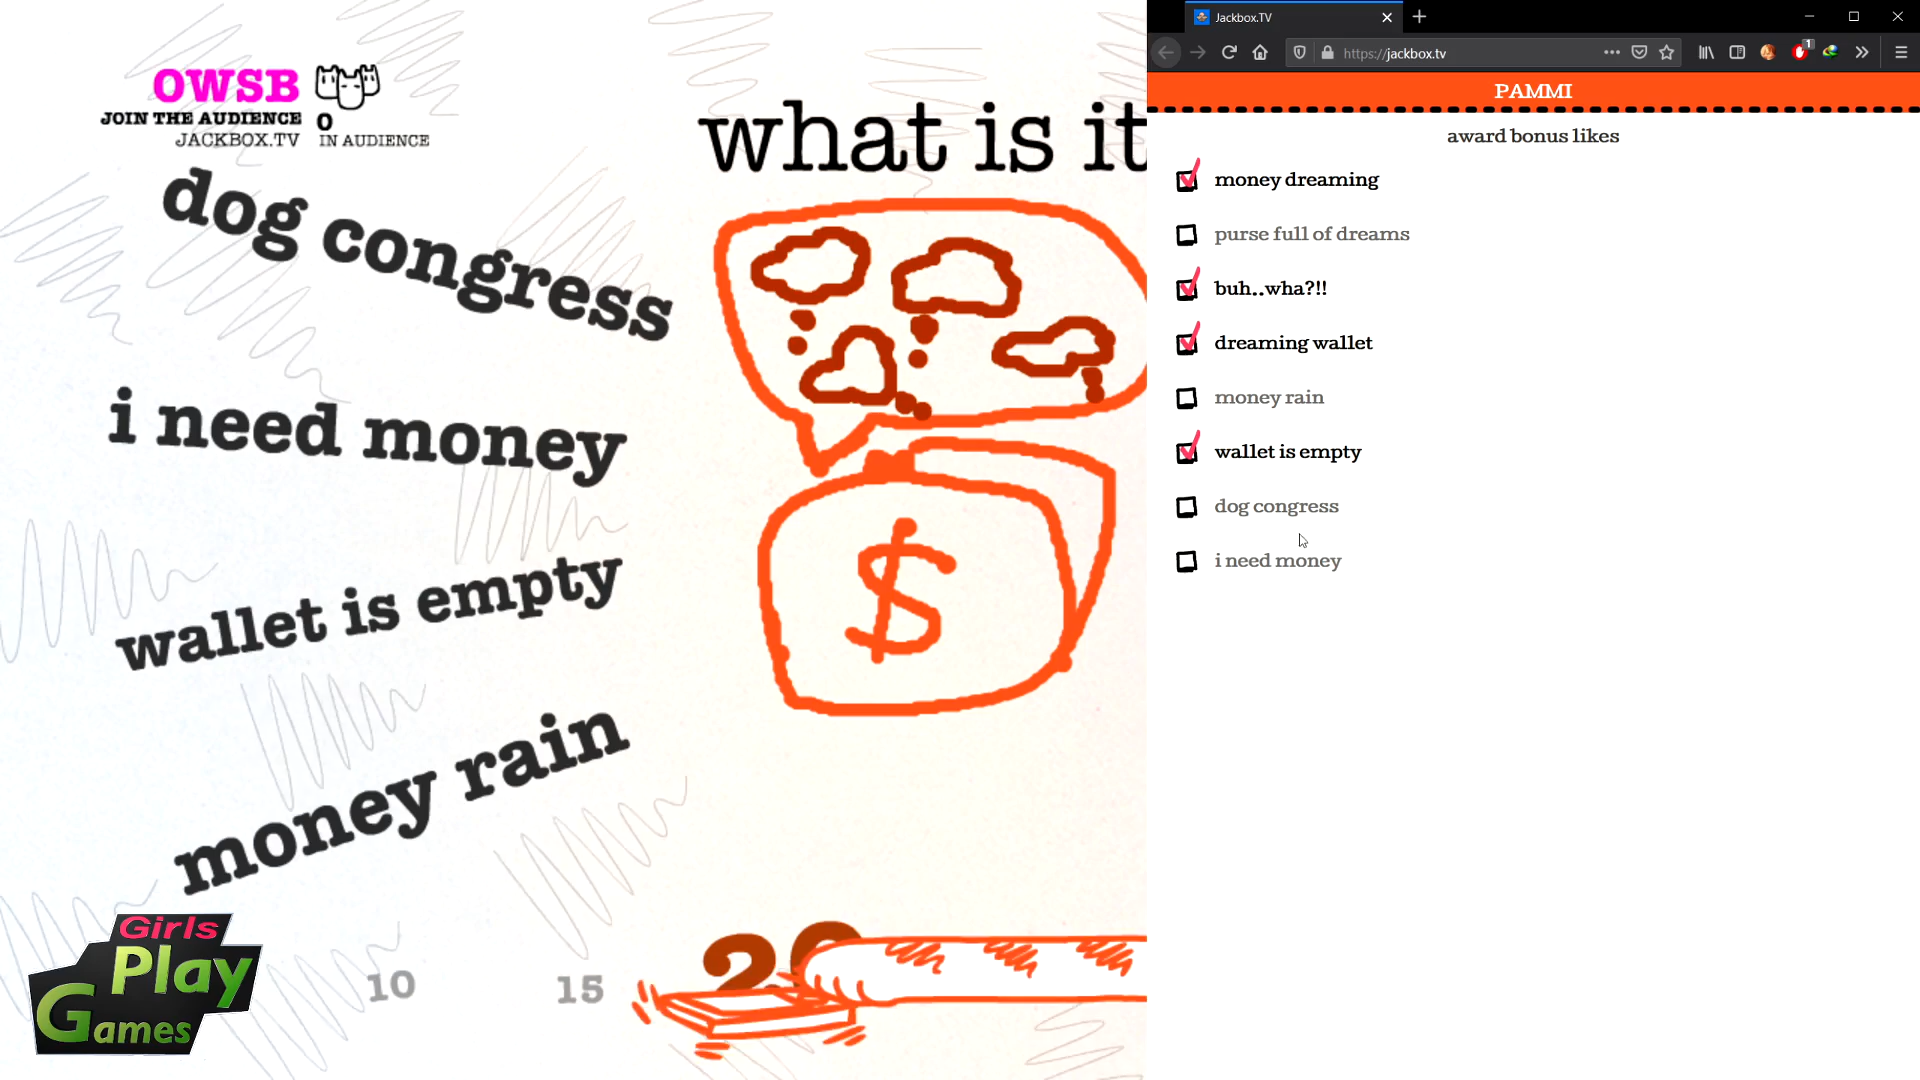 OWSB
JOIN THE AUDIENCE
JACKBOX.TV
0
IN AUDIENCE
what is it
dog congress
i need money
wallet is empty
money rain
$
10
15
Girls
Play
Games
Jackbox.TV
https://jackbox.tv
1
PAMMI
award bonus likes
money dreaming
purse full of dreams
buh..wha?!!
dreaming wallet
money rain
wallet is empty
dog congress
i need money